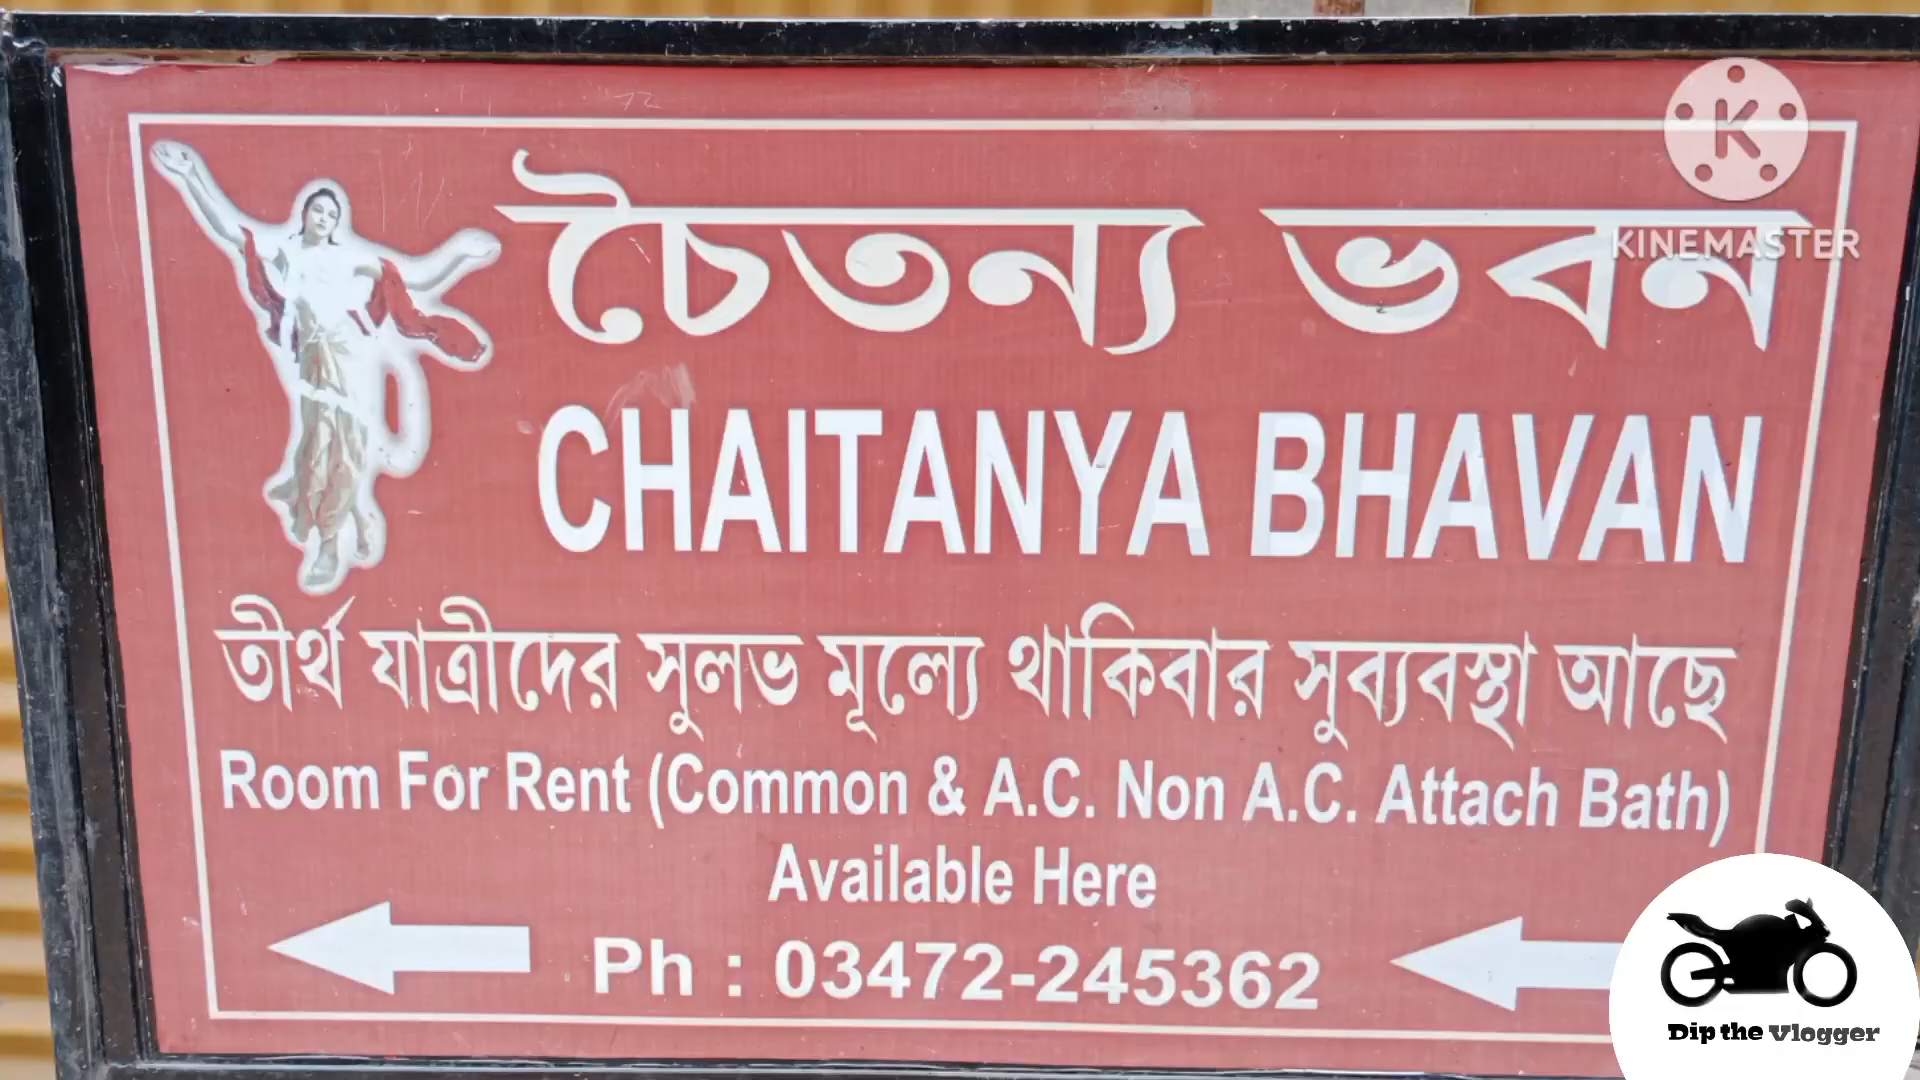 চৈতন্য ভবন
CHAITANYA BHAVAN
তীর্থ যাত্রীদের সুলভ মূল্যে থাকিবার সুব্যবস্থা আছে
Room For Rent (Common & A.C. Non A.C. Attach Bath)
Available Here
Ph : 03472-245362
K
KINEMASTER
Dip the Vlogger